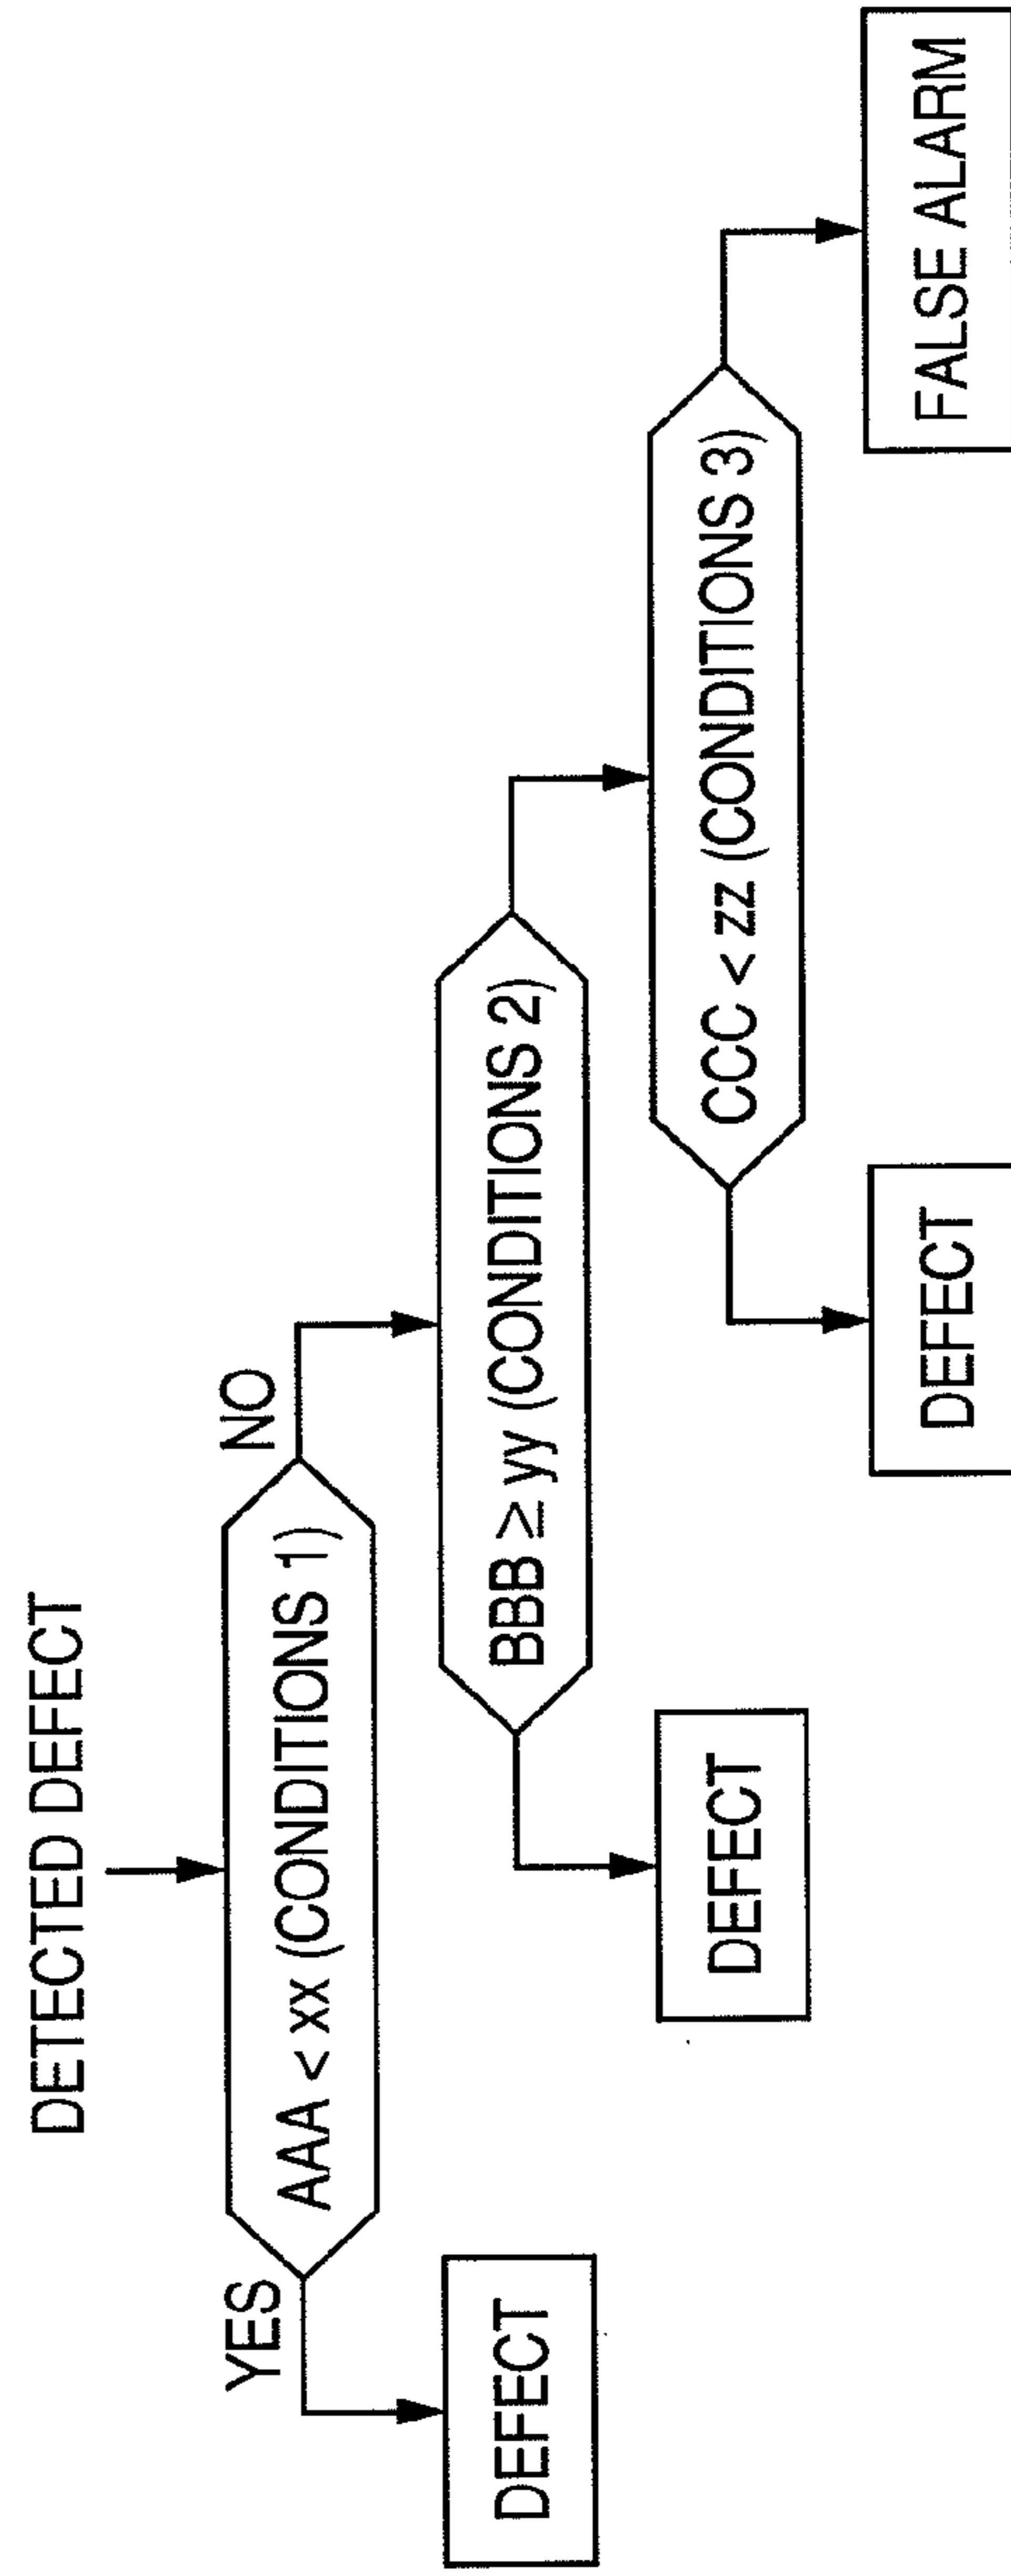 DETECTED DEFECT
YES
AAA < xx (CONDITIONS 1)
NO
DEFECT
BBB ≥ yy (CONDITIONS 2)
DEFECT
CCC < zz (CONDITIONS 3)
DEFECT
FALSE ALARM